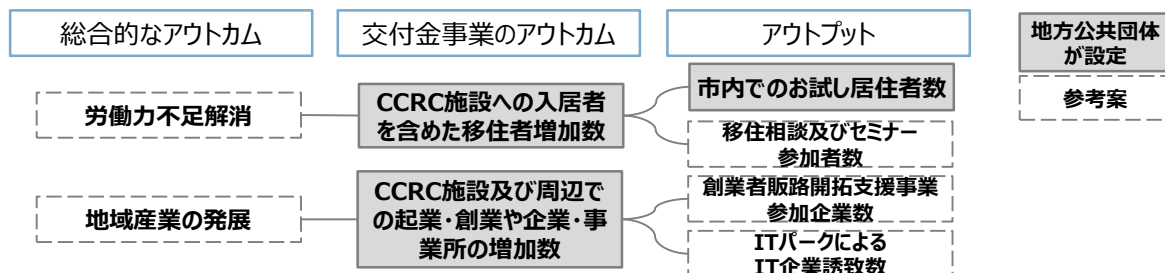 総合的なアウトカム
交付金事業のアウトカム
アウトプット
地方公共団体
が設定
参考案
労働力不足解消
CCRC施設への入居者
を含めた移住者増加数
市内でのお試し居住者数
移住相談及びセミナー
参加者数
地域産業の発展
CCRC施設及び周辺で
の起業・創業や企業・事
業所の増加数
創業者販路開拓支援事業
参加企業数
ITパークによる
IT企業誘致数